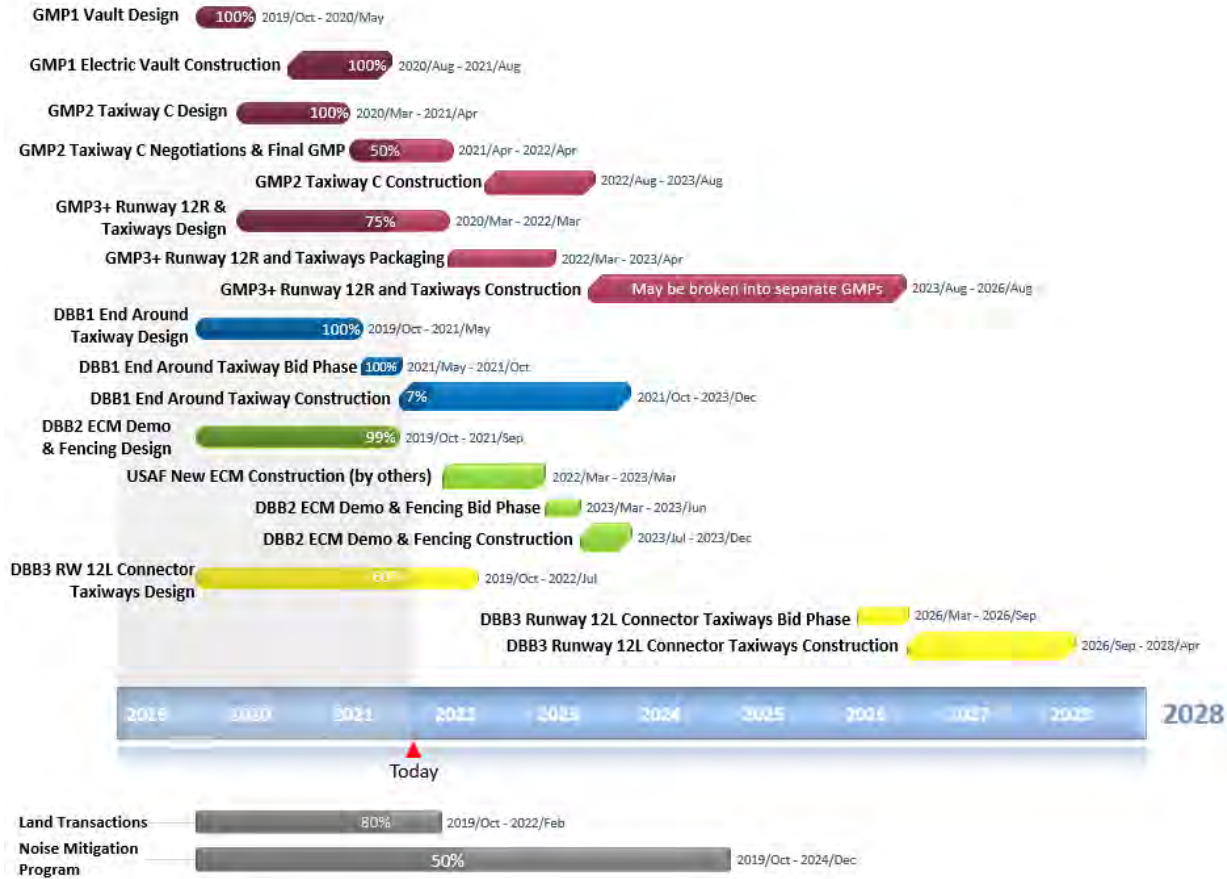 GMP1 Vault Design 100% 2019/Oct - 2020/May
GMP1 Electric Vault Construction 100% 2020/Aug - 2021/Aug
GMP2 Taxiway C Design 100% 2020/Mar - 2021/Apr
GMP2 Taxiway C Negotiations & Final GMP 50% 2021/Apr - 2022/Apr
GMP2 Taxiway C Construction 2022/Aug - 2023/Aug
GMP3+ Runway 12R &
Taxiways Design 75% 2020/Mar - 2022/Mar
GMP3+ Runway 12R and Taxiways Packaging 2022/Mar - 2023/Apr
GMP3+ Runway 12R and Taxiways Construction May be broken into separate GMPs 2023/Aug - 2026/Aug
DBB1 End Around
Taxiway Design 100% 2019/Oct - 2021/May
DBB1 End Around Taxiway Bid Phase 100% 2021/May - 2021/Oct
DBB1 End Around Taxiway Construction 7% 2021/Oct - 2023/Dec
DBB2 ECM Demo
& Fencing Design 99% 2019/Oct - 2021/Sep
USAF New ECM Construction (by others) 2022/Mar - 2023/Mar
DBB2 ECM Demo & Fencing Bid Phase 2023/Mar - 2023/Jun
DBB2 ECM Demo & Fencing Construction 2023/Jul - 2023/Dec
DBB3 RW 12L Connector
Taxiways Design 2019/Oct - 2022/Jul
DBB3 Runway 12L Connector Taxiways Bid Phase 2026/Mar - 2026/Sep
DBB3 Runway 12L Connector Taxiways Construction 2026/Sep - 2028/Apr
2019 2020 2021 2022 2023 2024 2025 2026 2027 2028 2028
Today
Land Transactions 80% 2019/Oct - 2022/Feb
Noise Mitigation
Program 50% 2019/Oct - 2024/Dec